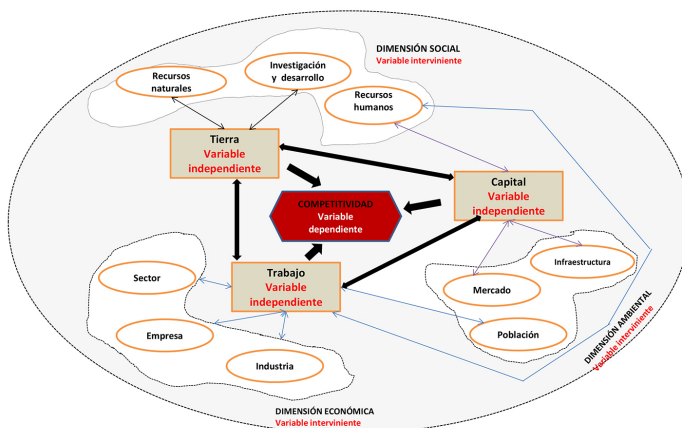 DIMENSIÓN SOCIAL
Variable interviniente
Investigación
y desarrollo
Recursos
naturales
Recursos
humanos
Tierra
Variable
independiente
Capital
Variable
independiente
COMPETITIVIDAD
Variable
dependiente
Trabajo
Variable
independiente
Sector
Empresa
Industria
Infraestructura
Mercado
Población
DIMENSIÓN AMBIENTAL
Variable interviniente
DIMENSIÓN ECONÓMICA
Variable interviniente